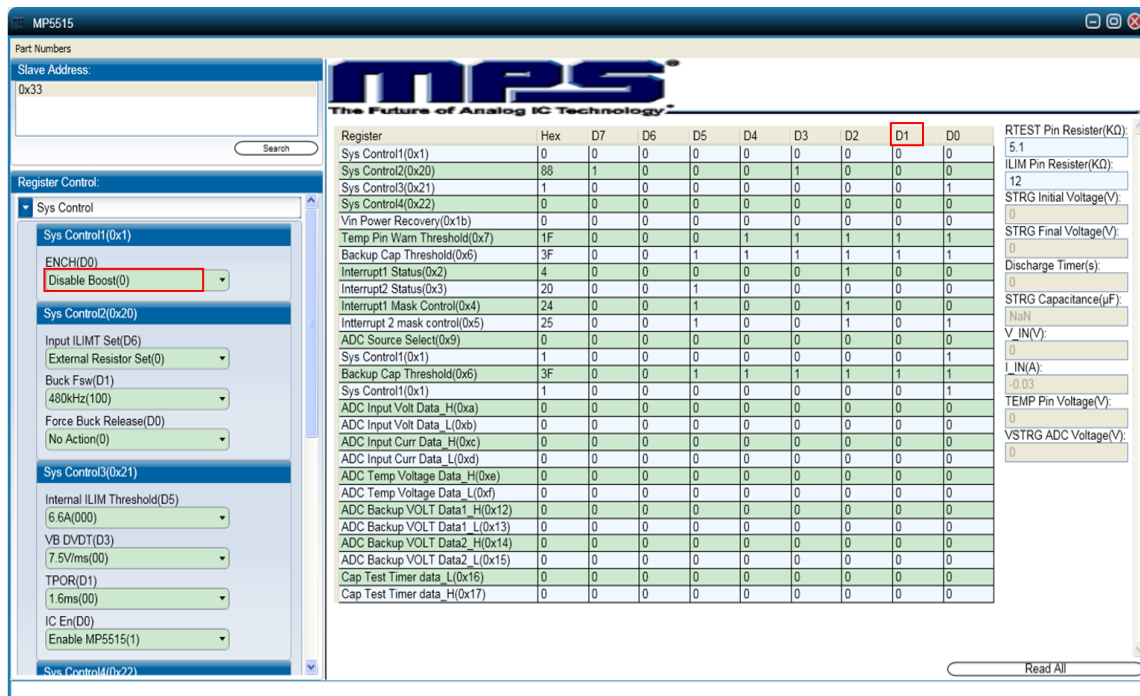 MP5515
Part Numbers
Slave Address:
0x33
Search
Register Control:
Sys Control
Sys Control1(0x1)
ENCH(D0)
Disable Boost(0)
Sys Control2(0x20)
Input ILIMT Set(D6)
External Resistor Set(0)
Buck Fsw(D1)
480kHz(100)
Force Buck Release(D0)
No Action(0)
Sys Control3(0x21)
Internal ILIM Threshold(D5)
6.6A(000)
VB DVDT(D3)
7.5V/ms(00)
TPOR(D1)
1.6ms(00)
IC En(D0)
Enable MP5515(1)
Sys Control4(0x22)
MPS
The Future of Analog IC Technology
Register Hex D7 D6 D5 D4 D3 D2 D1 D0
Sys Control1(0x1) 0 0 0 0 0 0 0 0 0
Sys Control2(0x20) 88 1 0 0 0 1 0 0 0
Sys Control3(0x21) 1 0 0 0 0 0 0 0 1
Sys Control4(0x22) 0 0 0 0 0 0 0 0 0
Vin Power Recovery(0x1b) 0 0 0 0 0 0 0 0 0
Temp Pin Warn Threshold(0x7) 1F 0 0 0 1 1 1 1 1
Backup Cap Threshold(0x6) 3F 0 0 1 1 1 1 1 1
Interrupt1 Status(0x2) 4 0 0 0 0 0 1 0 0
Interrupt2 Status(0x3) 20 0 0 1 0 0 0 0 0
Interrupt1 Mask Control(0x4) 24 0 0 1 0 0 1 0 0
Intterrupt 2 mask control(0x5) 25 0 0 1 0 0 1 0 1
ADC Source Select(0x9) 0 0 0 0 0 0 0 0 0
Sys Control1(0x1) 1 0 0 0 0 0 0 0 1
Backup Cap Threshold(0x6) 3F 0 0 1 1 1 1 1 1
Sys Control1(0x1) 1 0 0 0 0 0 0 0 1
ADC Input Volt Data_H(0xa) 0 0 0 0 0 0 0 0 0
ADC Input Volt Data_L(0xb) 0 0 0 0 0 0 0 0 0
ADC Input Curr Data_H(0xc) 0 0 0 0 0 0 0 0 0
ADC Input Curr Data_L(0xd) 0 0 0 0 0 0 0 0 0
ADC Temp Voltage Data_H(0xe) 0 0 0 0 0 0 0 0 0
ADC Temp Voltage Data_L(0xf) 0 0 0 0 0 0 0 0 0
ADC Backup VOLT Data1_H(0x12) 0 0 0 0 0 0 0 0 0
ADC Backup VOLT Data1_L(0x13) 0 0 0 0 0 0 0 0 0
ADC Backup VOLT Data2_H(0x14) 0 0 0 0 0 0 0 0 0
ADC Backup VOLT Data2_L(0x15) 0 0 0 0 0 0 0 0 0
Cap Test Timer data_L(0x16) 0 0 0 0 0 0 0 0 0
Cap Test Timer data_H(0x17) 0 0 0 0 0 0 0 0 0
RTEST Pin Resister(KΩ):
5.1
ILIM Pin Resister(KΩ):
12
STRG Initial Voltage(V):
0
STRG Final Voltage(V):
0
Discharge Timer(s):
0
STRG Capacitance(μF):
NaN
V_IN(V):
0
I_IN(A):
-0.03
TEMP Pin Voltage(V):
0
VSTRG ADC Voltage(V):
0
Read All